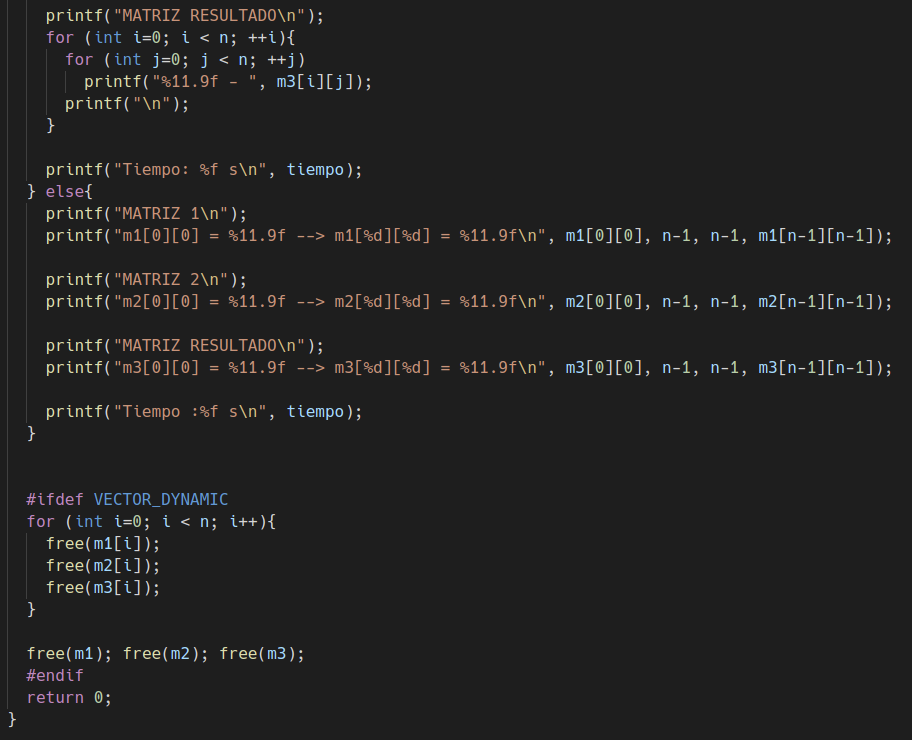 printf("MATRIZ RESULTADO\n");
for (int i=0; i < n; ++i){
for (int j=0; j < n; ++j)
printf("%11.9f - ", m3[i][j]);
printf("\n");
}
printf("Tiempo: %f s\n", tiempo);
} else{
printf("MATRIZ 1\n");
printf("m1[0][0] = %11.9f --> m1[%d][%d] = %11.9f\n", m1[0][0], n-1, n-1, m1[n-1][n-1]);
printf("MATRIZ 2\n");
printf("m2[0][0] = %11.9f --> m2[%d][%d] = %11.9f\n", m2[0][0], n-1, n-1, m2[n-1][n-1]);
printf("MATRIZ RESULTADO\n");
printf("m3[0][0] = %11.9f --> m3[%d][%d] = %11.9f\n", m3[0][0], n-1, n-1, m3[n-1][n-1]);
printf("Tiempo :%f s\n", tiempo);
}
#ifdef VECTOR_DYNAMIC
for (int i=0; i < n; i++){
free(m1[i]);
free(m2[i]);
free(m3[i]);
}
free(m1); free(m2); free(m3);
#endif
return 0;
}